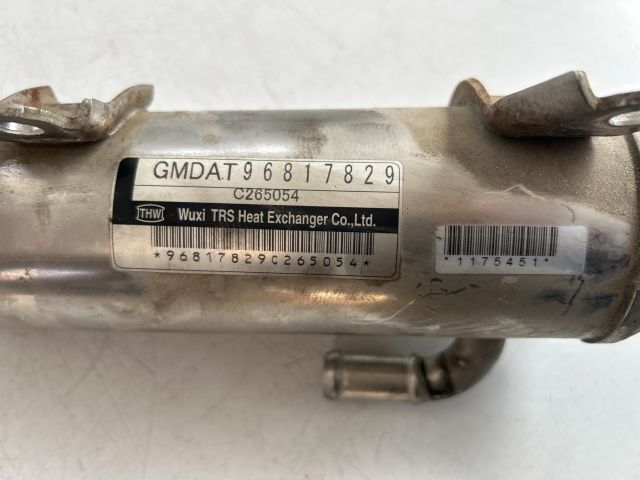 GMDAT 96817829
C265054
THW Wuxi TRS Heat Exchanger Co.,Ltd.
*96817829C265054*
*1175451*